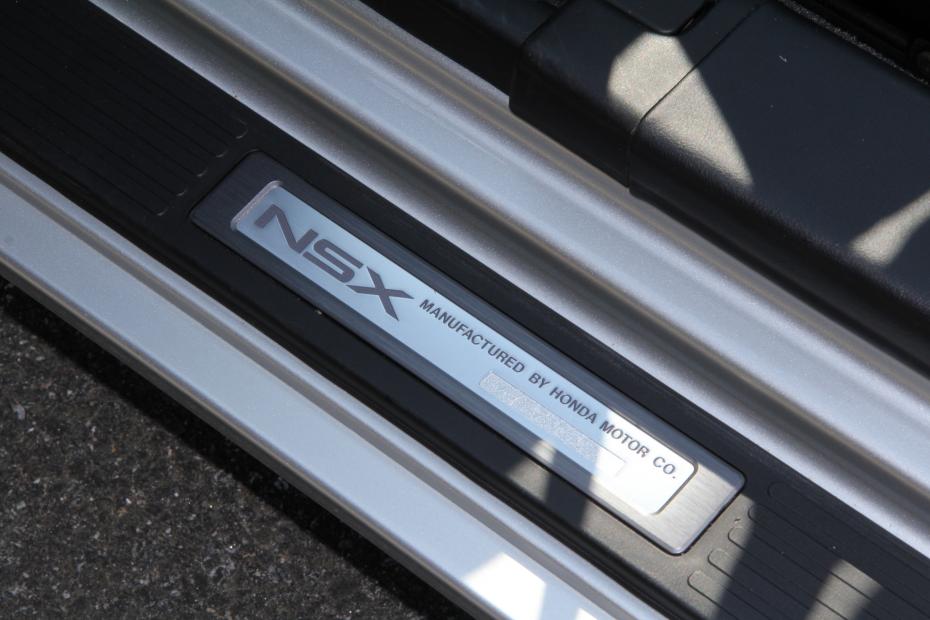 NSX
MANUFACTURED BY HONDA MOTOR CO.